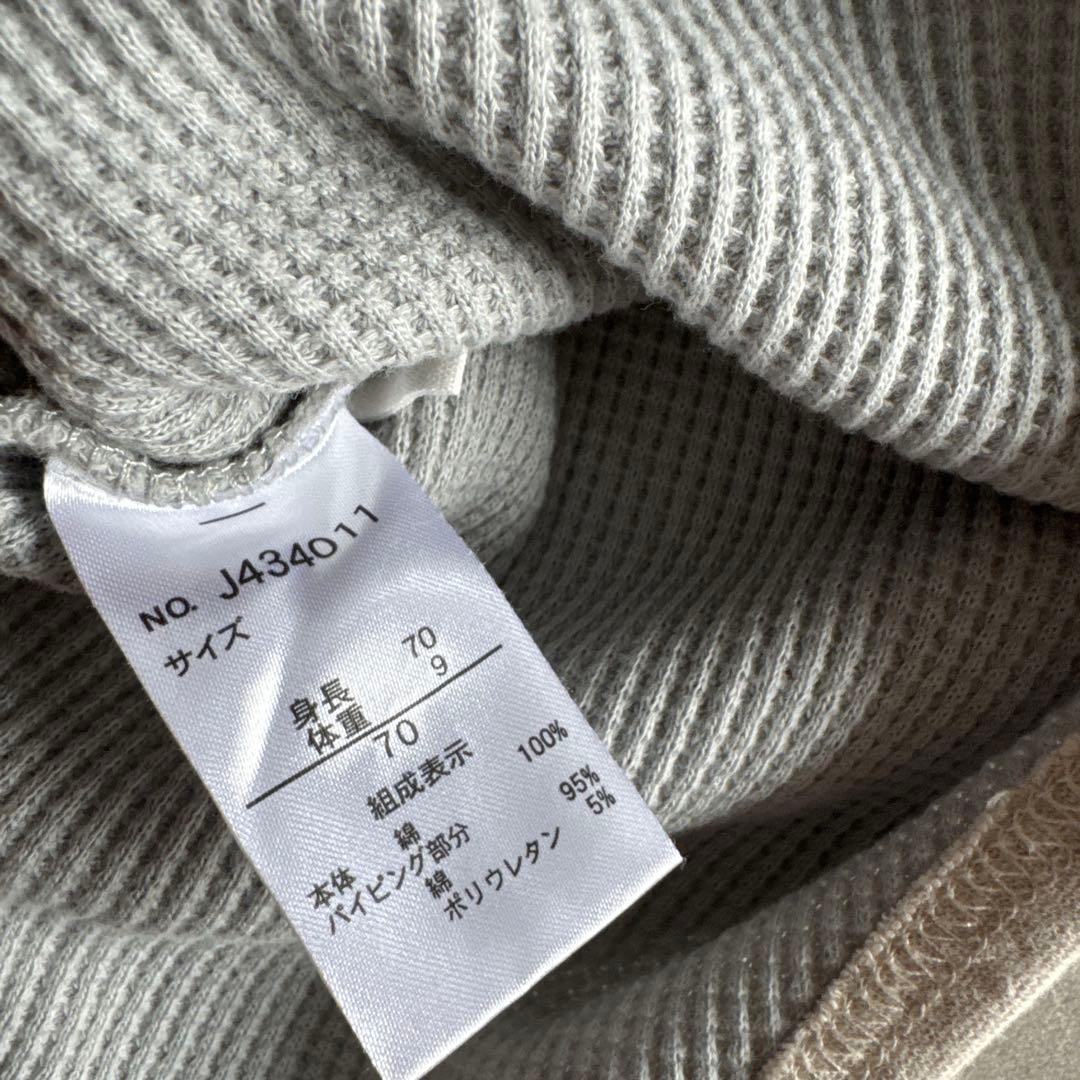 NO. J434011
サイズ
身長 70
体重 9
70
組成表示
本体
綿 100%
パイピング部分
綿 95%
ポリウレタン 5%